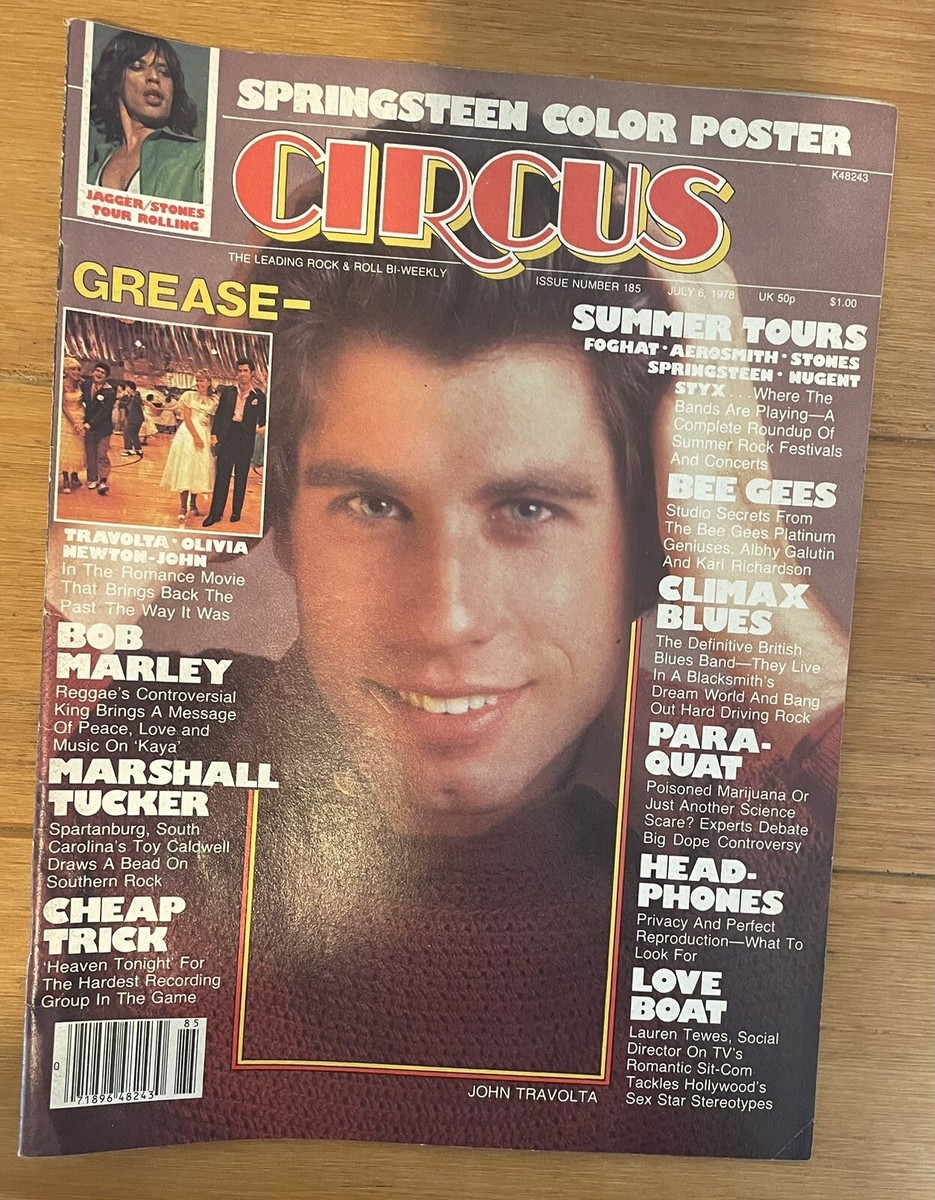 SPRINGSTEEN COLOR POSTER
K48243
JAGGER/STONES
TOUR ROLLING
CIRCUS
THE LEADING ROCK & ROLL BI-WEEKLY
ISSUE NUMBER 185 JULY 6, 1978 UK 50p $1.00
GREASE–
TRAVOLTA • OLIVIA
NEWTON-JOHN
In The Romance Movie
That Brings Back The
Past The Way It Was
BOB
MARLEY
Reggae's Controversial
King Brings A Message
Of Peace, Love and
Music On 'Kaya'
MARSHALL
TUCKER
Spartanburg, South
Carolina's Toy Caldwell
Draws A Bead On
Southern Rock
CHEAP
TRICK
'Heaven Tonight' For
The Hardest Recording
Group In The Game
85
0
71896 48243
SUMMER TOURS
FOGHAT • AEROSMITH • STONES
SPRINGSTEEN • NUGENT
STYX . . . Where The
Bands Are Playing—A
Complete Roundup Of
Summer Rock Festivals
And Concerts
BEE GEES
Studio Secrets From
The Bee Gees Platinum
Geniuses, Albhy Galutin
And Karl Richardson
CLIMAX
BLUES
The Definitive British
Blues Band—They Live
In A Blacksmith's
Dream World And Bang
Out Hard Driving Rock
PARA-
QUAT
Poisoned Marijuana Or
Just Another Science
Scare? Experts Debate
Big Dope Controversy
HEAD-
PHONES
Privacy And Perfect
Reproduction—What To
Look For
LOVE
BOAT
Lauren Tewes, Social
Director On TV's
Romantic Sit-Com
Tackles Hollywood's
Sex Star Stereotypes
JOHN TRAVOLTA